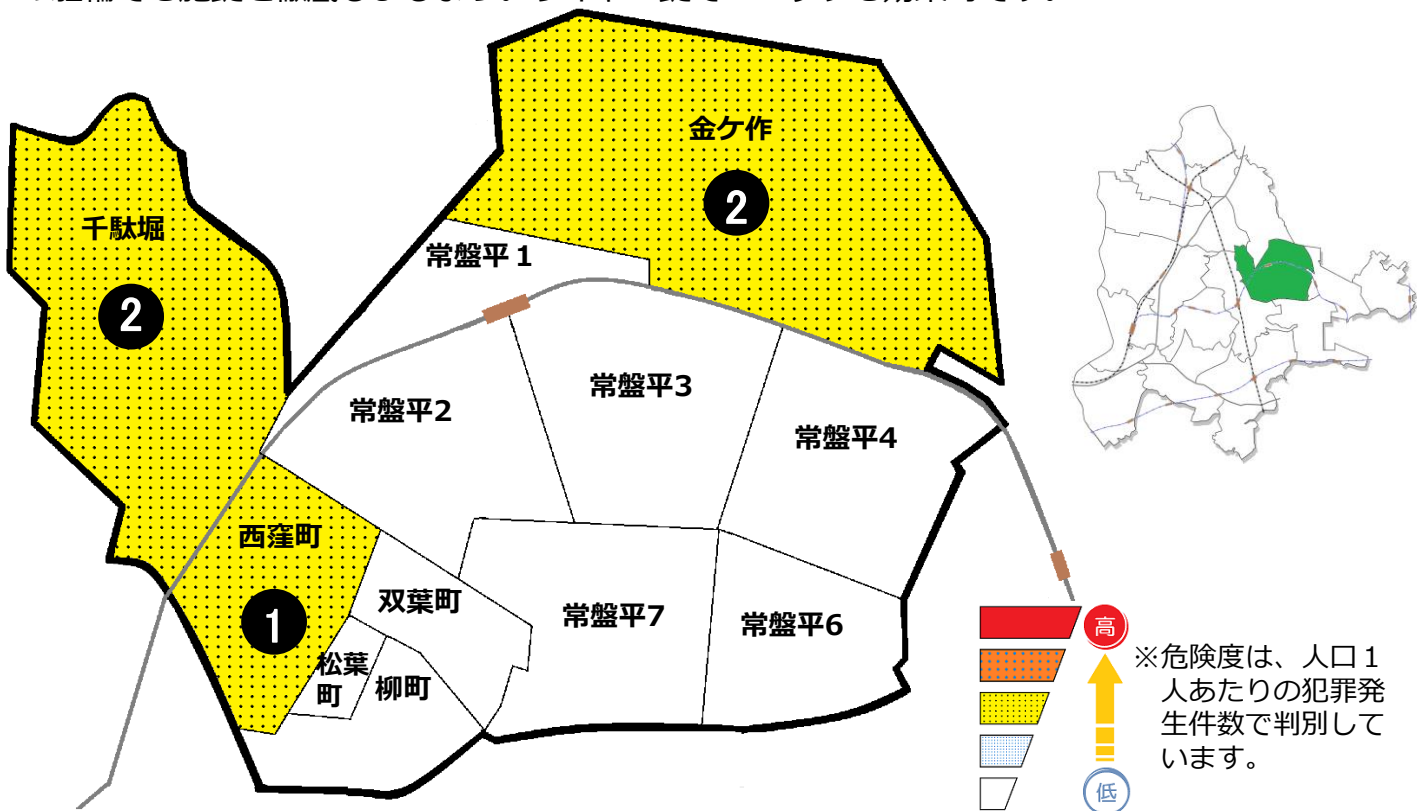 金ケ作
2
千駄堀
2
常盤平１
常盤平3
常盤平2
常盤平4
西窪町
1
双葉町
常盤平7
常盤平6
松葉
町
柳町
高
※危険度は、人口１
人あたりの犯罪発
生件数で判別して
います。
低